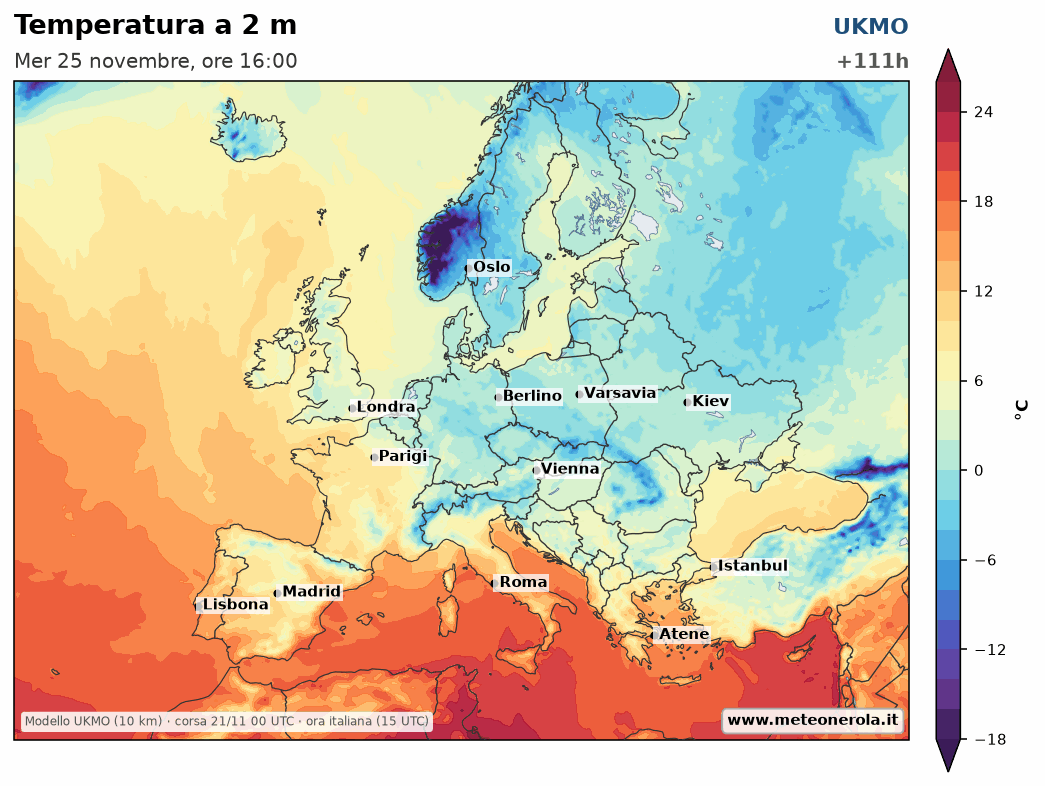 Temperatura a 2 m
UKMO
Mer 25 novembre, ore 16:00
+111h
24
18
12
6
0
−6
−12
−18
°C
Oslo
Londra
Berlino
Varsavia
Kiev
Parigi
Vienna
Istanbul
Roma
Madrid
Lisbona
Atene
Modello UKMO (10 km) · corsa 21/11 00 UTC · ora italiana (15 UTC)
www.meteonerola.it